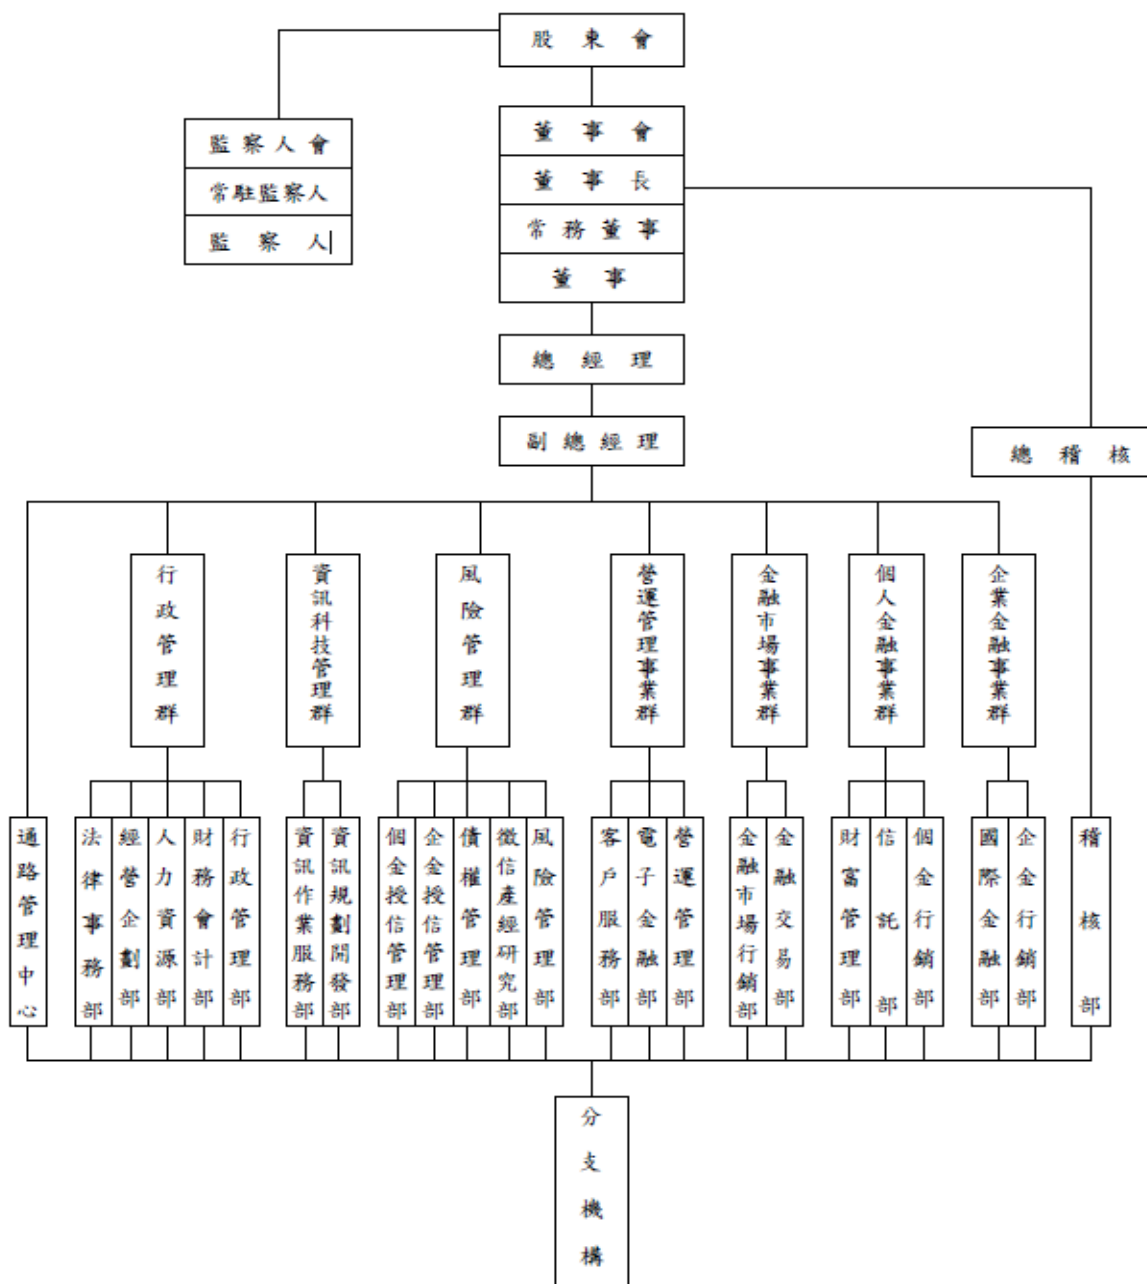 股東會
監察人會
常駐監察人
監察人
董事會
董事長
常務董事
董事
總經理
副總經理
總稽核
行政管理群
資訊科技管理群
風險管理群
營運管理事業群
金融市場事業群
個人金融事業群
企業金融事業群
通路管理中心
法律事務部
經營企劃部
人力資源部
財務會計部
行政管理部
資訊作業服務部
資訊規劃開發部
個金授信管理部
企金授信管理部
債權管理部
徵信產經研究部
風險管理部
客戶服務部
電子金融部
營運管理部
金融市場行銷部
金融交易部
財富管理部
信託部
個金行銷部
國際金融部
企金行銷部
稽核部
分支機構